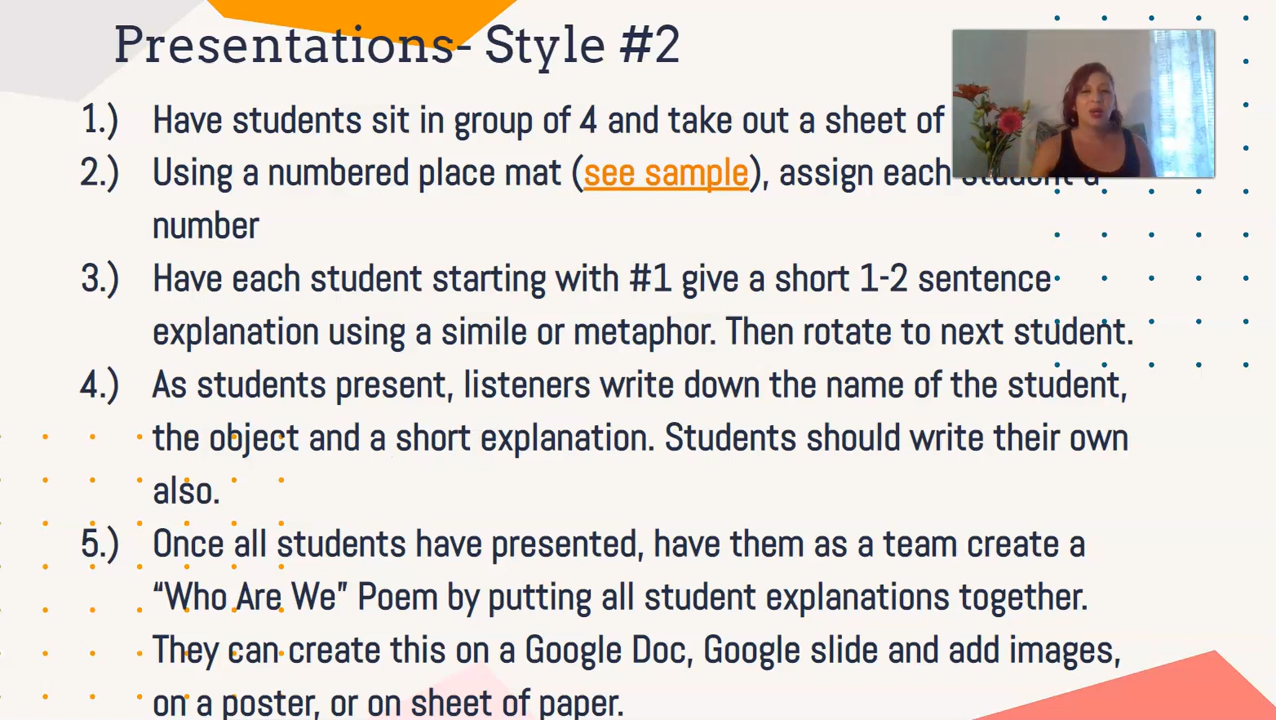 Presentations- Style #2
1.) Have students sit in group of 4 and take out a sheet of
2.) Using a numbered place mat (see sample), assign each student a
number
3.) Have each student starting with #1 give a short 1-2 sentence
explanation using a simile or metaphor. Then rotate to next student.
4.) As students present, listeners write down the name of the student,
the object and a short explanation. Students should write their own
also.
5.) Once all students have presented, have them as a team create a
“Who Are We” Poem by putting all student explanations together.
They can create this on a Google Doc, Google slide and add images,
on a poster, or on sheet of paper.